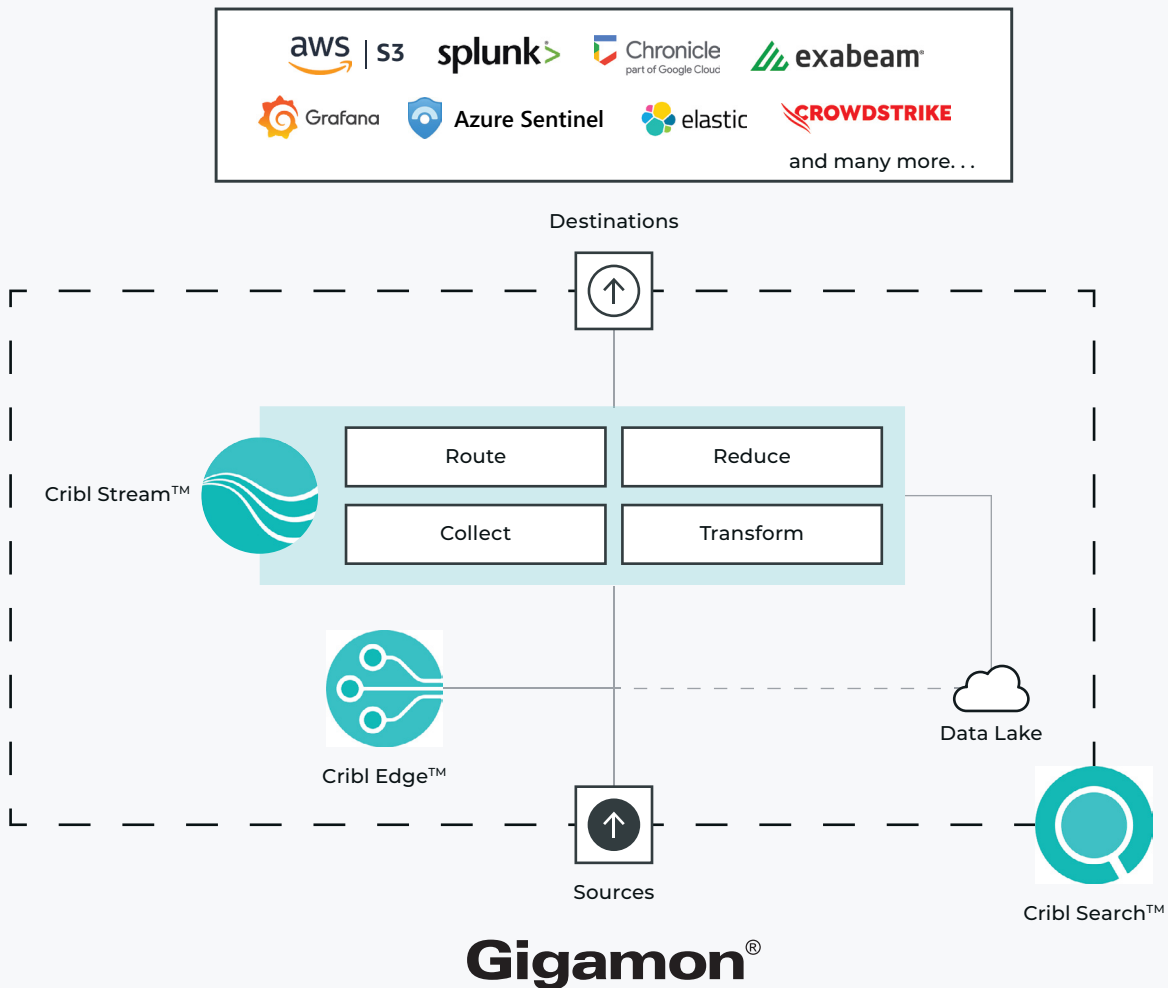 aws | S3 splunk> Chronicle exabeam
part of Google Cloud
Grafana Azure Sentinel elastic CROWDSTRIKE
and many more...
Destinations
Route Reduce
Cribl Stream™
Collect Transform
Data Lake
Cribl Edge™
Sources
Cribl Search™
Gigamon®